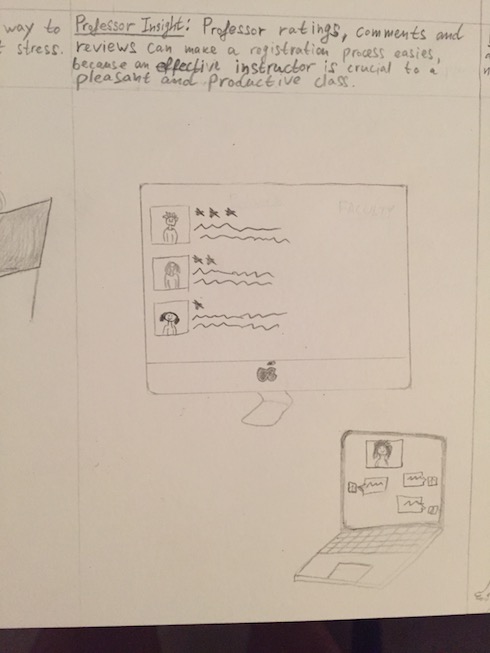 way to Professor Insight: Professor ratings, comments and
t stress. reviews can make a registration process easies,
because an effective instructor is crucial to a
pleasant and productive class.
FACULTY